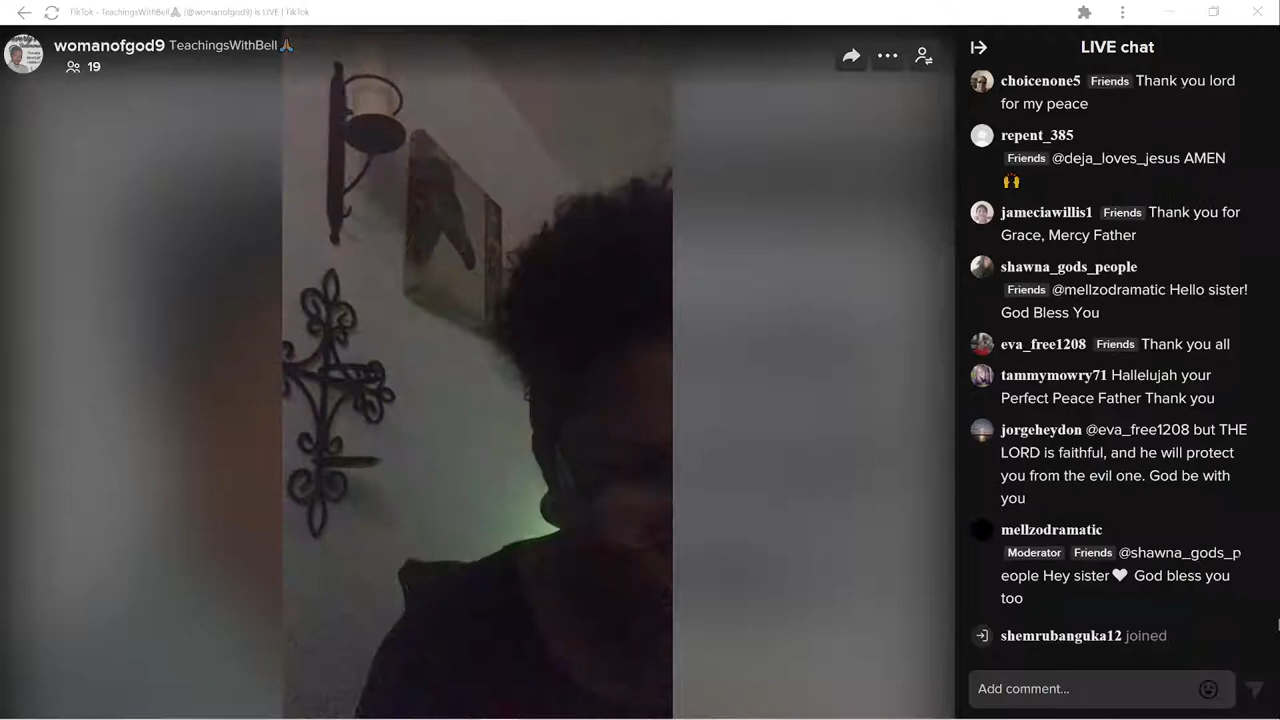 TikTok - TeachingsWithBell🙏 (@womanofgod9) is LIVE | TikTok
womanofgod9 TeachingsWithBell🙏
19
LIVE chat
choicenone5 Friends Thank you lord
for my peace
repent_385
Friends @deja_loves_jesus AMEN
🙌
jameciawillis1 Friends Thank you for
Grace, Mercy Father
shawna_gods_people
Friends @mellzodramatic Hello sister!
God Bless You
eva_free1208 Friends Thank you all
tammymowry71 Hallelujah your
Perfect Peace Father Thank you
jorgeheydon @eva_free1208 but THE
LORD is faithful, and he will protect
you from the evil one. God be with
you
mellzodramatic
Moderator Friends @shawna_gods_p
eople Hey sister🤍 God bless you
too
shemrubanguka12 joined
Add comment...